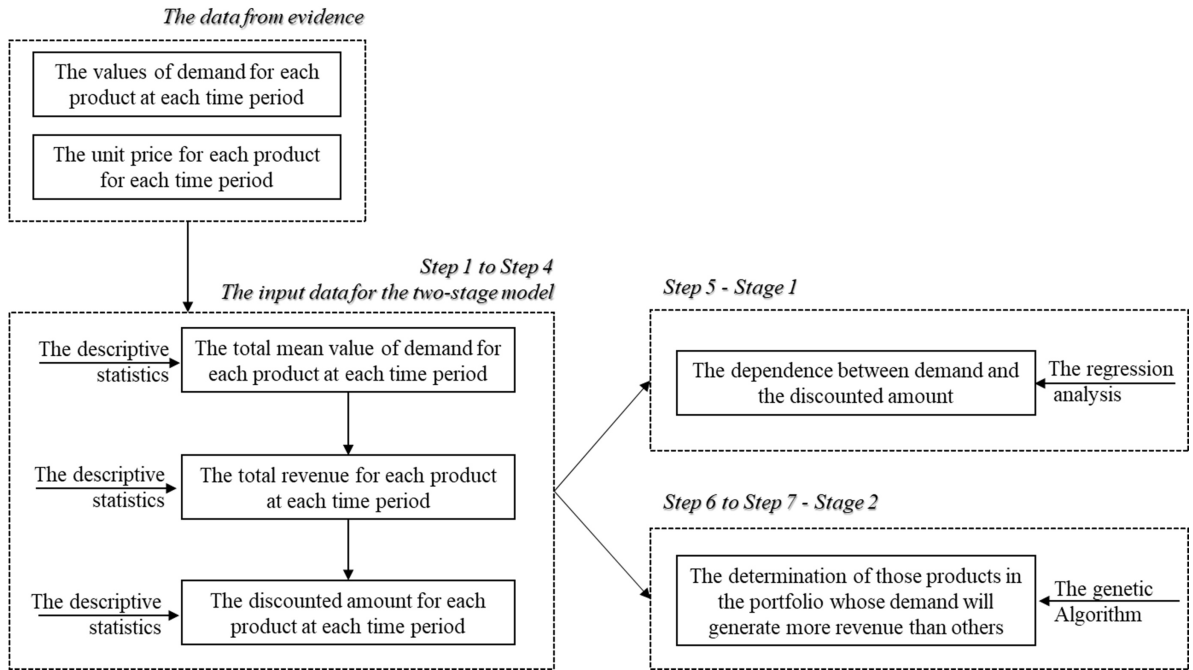 The data from evidence
The values of demand for each
product at each time period
The unit price for each product
for each time period
Step 1 to Step 4
The input data for the two-stage model
The descriptive
statistics
The total mean value of demand for
each product at each time period
The descriptive
statistics
The total revenue for each product
at each time period
The descriptive
statistics
The discounted amount for each
product at each time period
Step 5 - Stage 1
The dependence between demand and
the discounted amount
The regression
analysis
Step 6 to Step 7 - Stage 2
The determination of those products in
the portfolio whose demand will
generate more revenue than others
The genetic
Algorithm